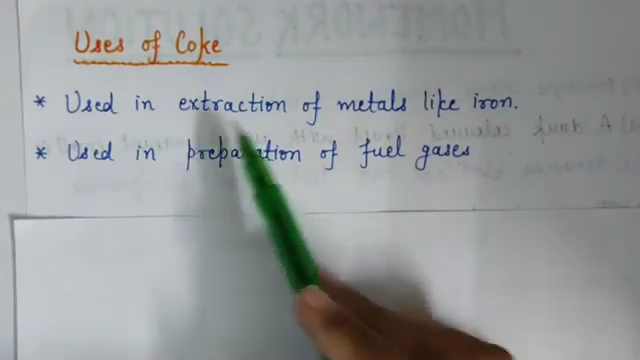 Uses of Coke
* Used in extraction of metals like iron.
* Used in preparation of fuel gases